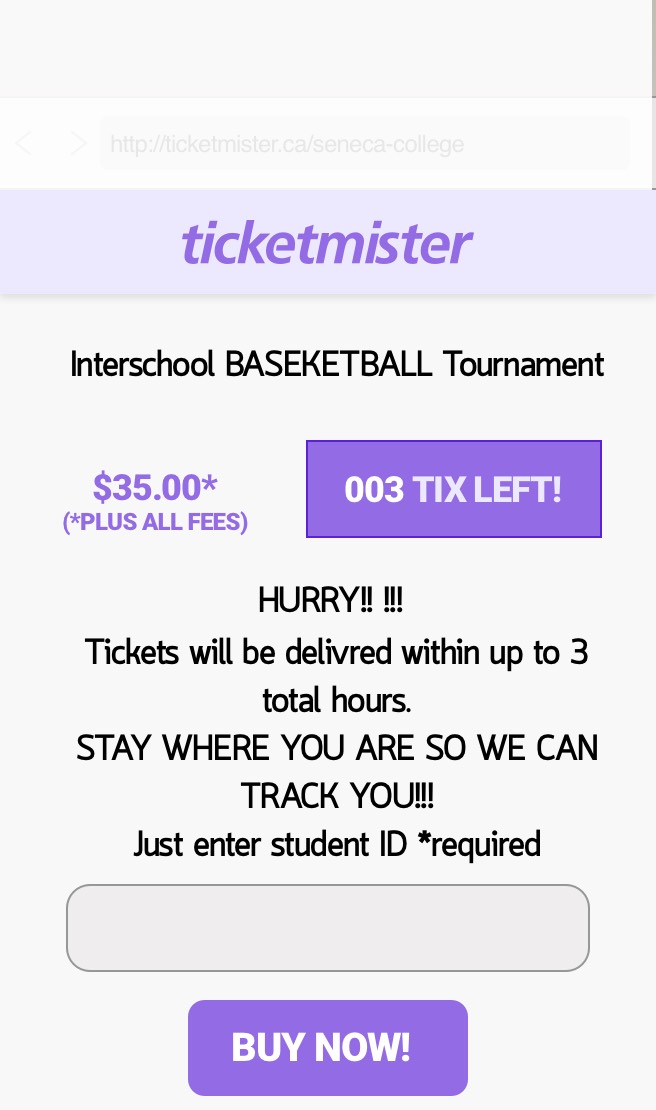 http://ticketmister.ca/seneca-college
ticketmister
Interschool BASEKETBALL Tournament
$35.00*
(*PLUS ALL FEES)
003 TIX LEFT!
HURRY!! !!!
Tickets will be delivred within up to 3
total hours.
STAY WHERE YOU ARE SO WE CAN
TRACK YOU!!!
Just enter student ID *required
BUY NOW!